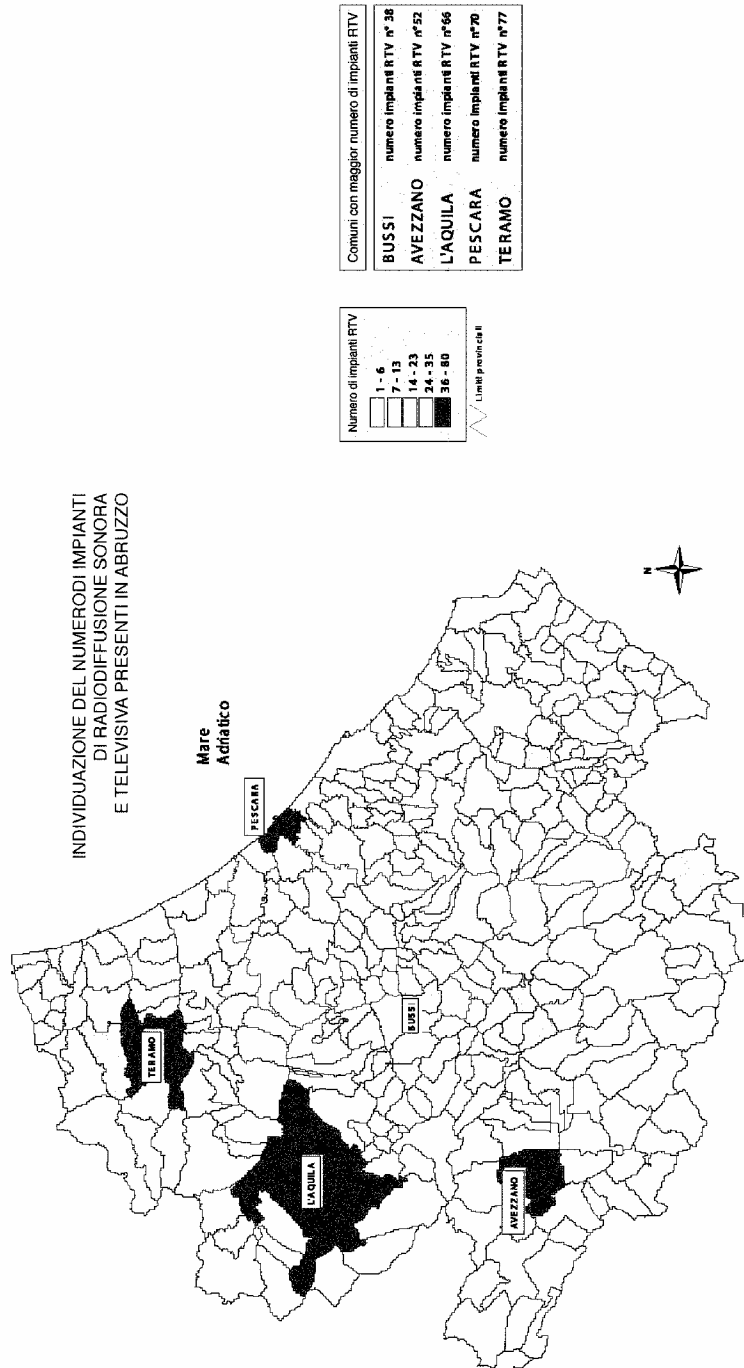 INDIVIDUAZIONE DEL NUMERODI IMPIANTI
DI RADIODIFFUSIONE SONORA
E TELEVISIVA PRESENTI IN ABRUZZO
Mare
Adriatico
PESCARA
TERAMO
L'AQUILA
BUSSI
AVEZZANO
N
Numero di impianti RTV
1 - 6
7 - 13
14 - 23
24 - 35
36 - 80
Limiti provinciali
Comuni con maggior numero di impianti RTV
BUSSI numero impianti RTV n° 38
AVEZZANO numero impianti RTV n°52
L'AQUILA numero impianti RTV n°66
PESCARA numero impianti RTV n°70
TERAMO numero impianti RTV n°77